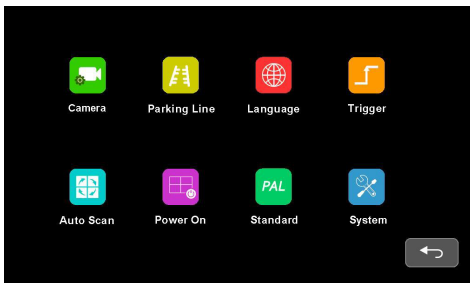 Camera
Parking Line
Language
Trigger
PAL
Auto Scan
Power On
Standard
System